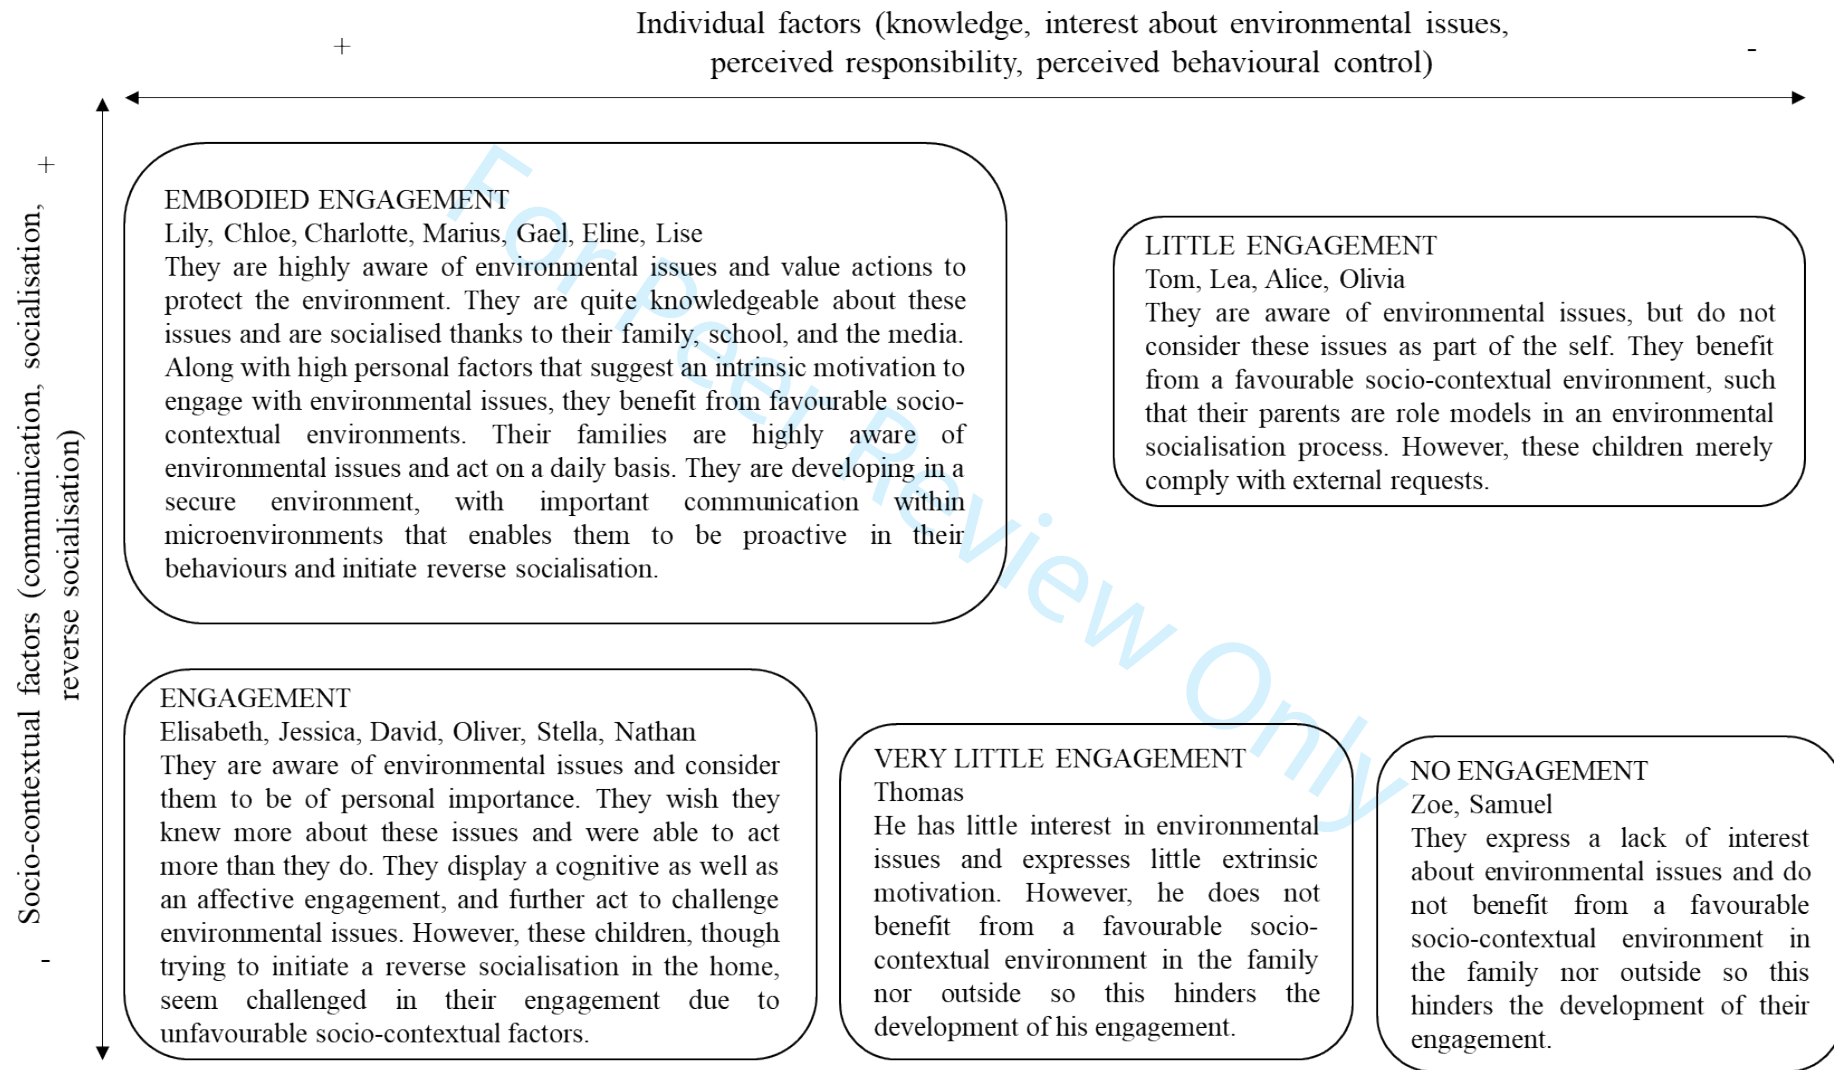 Individual factors (knowledge, interest about environmental issues,
perceived responsibility, perceived behavioural control)
+
-
Socio-contextual factors (communication, socialisation,
reverse socialisation)
+
-
EMBODIED ENGAGEMENT
Lily, Chloe, Charlotte, Marius, Gael, Eline, Lise
They are highly aware of environmental issues and value actions to
protect the environment. They are quite knowledgeable about these
issues and are socialised thanks to their family, school, and the media.
Along with high personal factors that suggest an intrinsic motivation to
engage with environmental issues, they benefit from favourable socio-
contextual environments. Their families are highly aware of
environmental issues and act on a daily basis. They are developing in a
secure environment, with important communication within
microenvironments that enables them to be proactive in their
behaviours and initiate reverse socialisation.
LITTLE ENGAGEMENT
Tom, Lea, Alice, Olivia
They are aware of environmental issues, but do not
consider these issues as part of the self. They benefit
from a favourable socio-contextual environment, such
that their parents are role models in an environmental
socialisation process. However, these children merely
comply with external requests.
ENGAGEMENT
Elisabeth, Jessica, David, Oliver, Stella, Nathan
They are aware of environmental issues and consider
them to be of personal importance. They wish they
knew more about these issues and were able to act
more than they do. They display a cognitive as well as
an affective engagement, and further act to challenge
environmental issues. However, these children, though
trying to initiate a reverse socialisation in the home,
seem challenged in their engagement due to
unfavourable socio-contextual factors.
VERY LITTLE ENGAGEMENT
Thomas
He has little interest in environmental
issues and expresses little extrinsic
motivation. However, he does not
benefit from a favourable socio-
contextual environment in the family
nor outside so this hinders the
development of his engagement.
NO ENGAGEMENT
Zoe, Samuel
They express a lack of interest
about environmental issues and do
not benefit from a favourable
socio-contextual environment in
the family nor outside so this
hinders the development of their
engagement.
For Peer Review Only